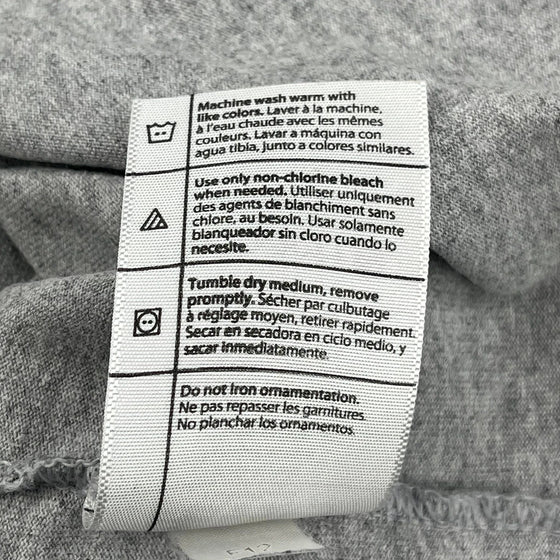 Machine wash warm with
like colors. Laver à la machine,
à l'eau chaude avec les mêmes
couleurs. Lavar a máquina con
agua tibia, junto a colores similares.
Use only non-chlorine bleach
when needed. Utiliser uniquement
des agents de blanchiment sans
chlore, au besoin. Usar solamente
blanqueador sin cloro cuando lo
necesite.
Tumble dry medium, remove
promptly. Sécher par culbutage
à réglage moyen, retirer rapidement.
Secar en secadora en ciclo medio, y
sacar inmediatamente.
Do not iron ornamentation.
Ne pas repasser les garnitures.
No planchar los ornamentos.